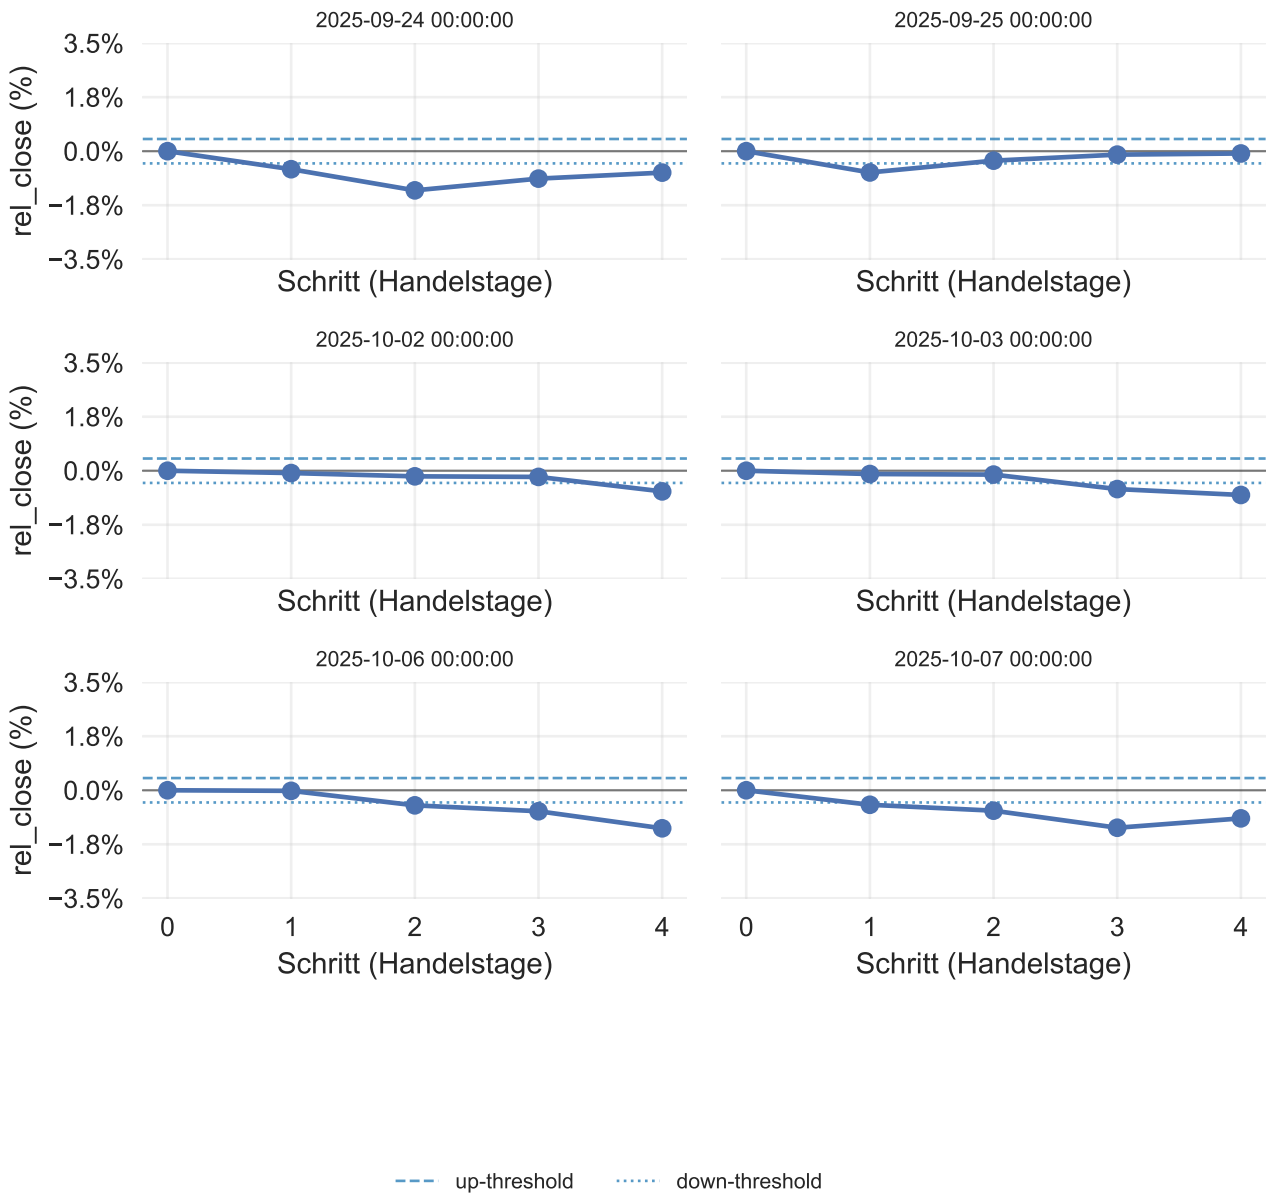 2025-09-24 00:00:00
2025-09-25 00:00:00
3.5%
1.8%
0.0%
−1.8%
−3.5%
rel_close (%)
Schritt (Handelstage)
Schritt (Handelstage)
2025-10-02 00:00:00
2025-10-03 00:00:00
3.5%
1.8%
0.0%
−1.8%
−3.5%
rel_close (%)
Schritt (Handelstage)
Schritt (Handelstage)
2025-10-06 00:00:00
2025-10-07 00:00:00
3.5%
1.8%
0.0%
−1.8%
−3.5%
rel_close (%)
0 1 2 3 4
0 1 2 3 4
Schritt (Handelstage)
Schritt (Handelstage)
up-threshold
down-threshold